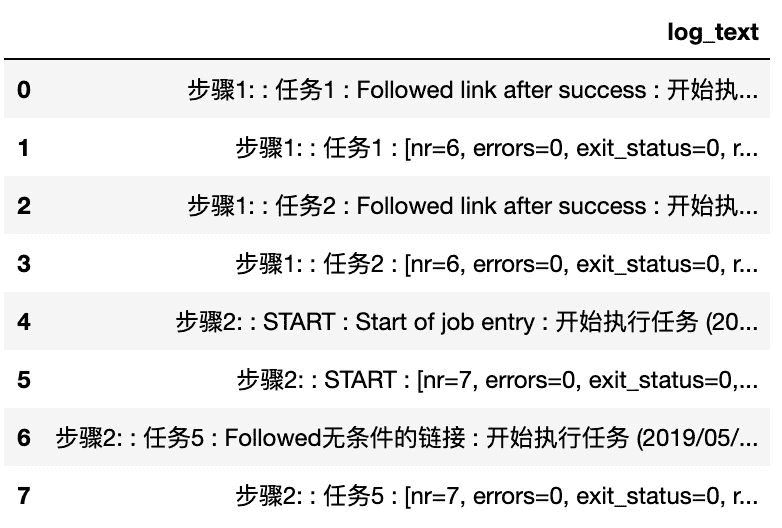 log_text
0 步骤1: : 任务1 : Followed link after success : 开始执...
1 步骤1: : 任务1 : [nr=6, errors=0, exit_status=0, r...
2 步骤1: : 任务2 : Followed link after success : 开始执...
3 步骤1: : 任务2 : [nr=6, errors=0, exit_status=0, r...
4 步骤2: : START : Start of job entry : 开始执行任务 (20...
5 步骤2: : START : [nr=7, errors=0, exit_status=0,...
6 步骤2: : 任务5 : Followed无条件的链接 : 开始执行任务 (2019/05/...
7 步骤2: : 任务5 : [nr=7, errors=0, exit_status=0, r...